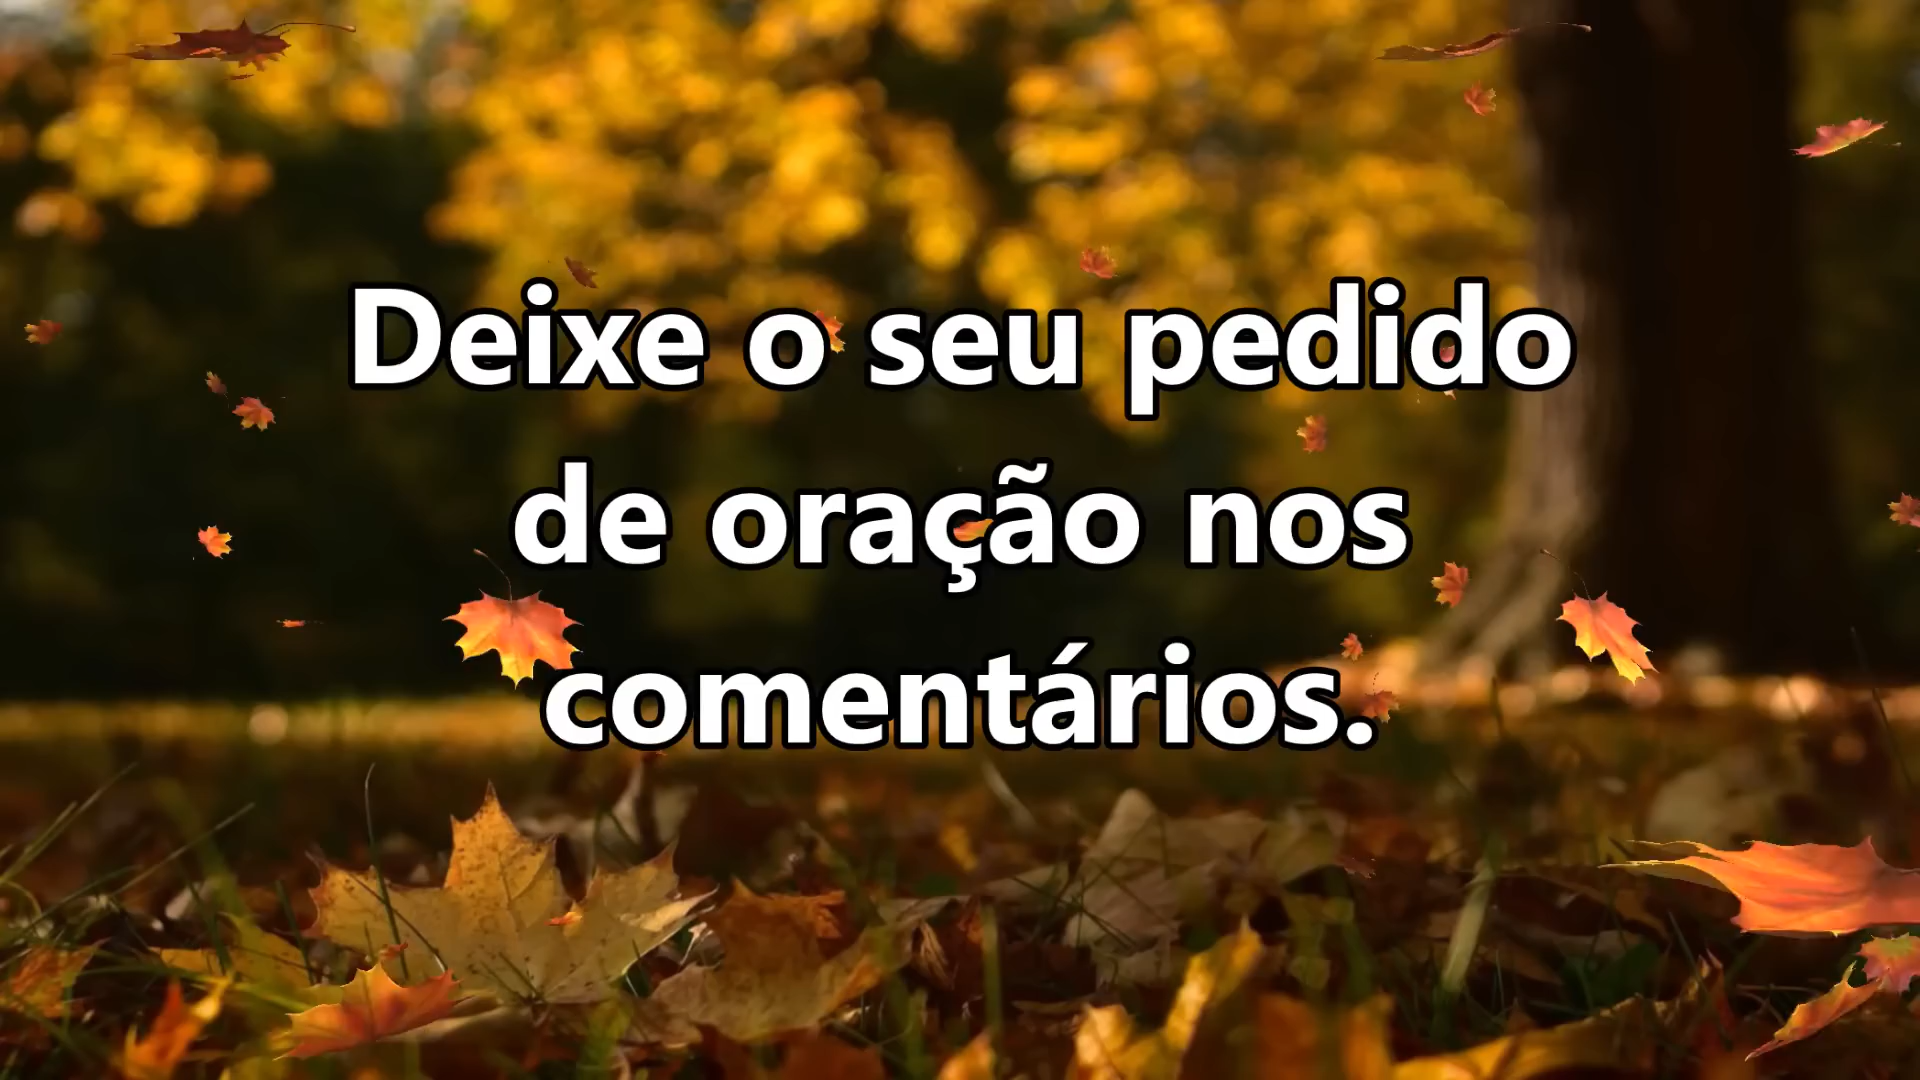 Deixe o seu pedido
de oração nos
comentários.